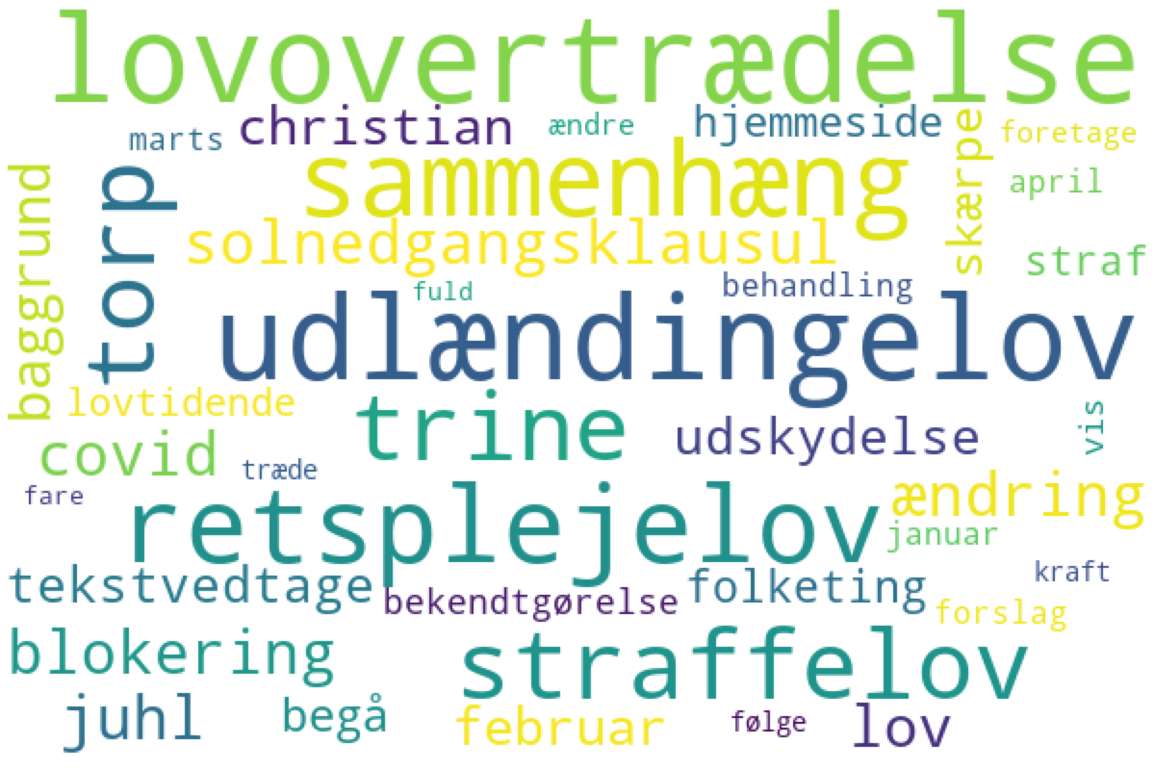 lovovertrædelse
marts
christian
ændre
hjemmeside
skærpe
foretage
sammenhæng
april
baggrund
torp
solnedgangsklausul
straf
fuld
behandling
udlændingelov
lovtidende
trine
udskydelse
vis
covid
træde
fare
retsplejelov
ændring
januar
tekstvedtage
bekendtgørelse
folketing
kraft
forslag
blokering
straffelov
juhl
begå
februar
følge
lov